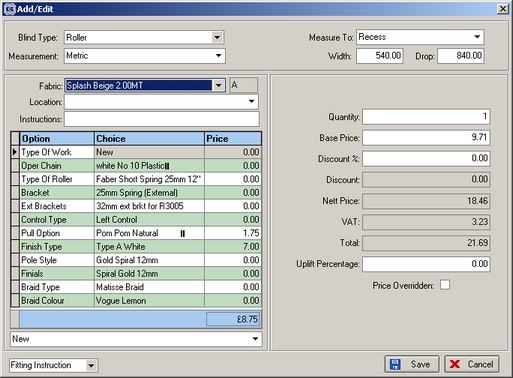 Add/Edit
Blind Type: Roller Measure To: Recess
Measurement: Metric Width: 540.00 Drop: 840.00
Fabric: Splash Beige 2.00MT A
Location:
Instructions:
Quantity: 1
Base Price: 9.71
Discount %: 0.00
Discount: 0.00
Nett Price: 18.46
VAT: 3.23
Total: 21.69
Uplift Percentage: 0.00
Price Overridden:
Option Choice Price
Type Of Work New 0.00
Oper Chain white No 10 Plastic 0.00
Type Of Roller Faber Short Spring 25mm 12'' 0.00
Bracket 25mm Spring (External) 0.00
Ext Brackets 32mm ext brkt for R3005 0.00
Control Type Left Control 0.00
Pull Option Pom Pom Natural 1.75
Finish Type Type A White 7.00
Pole Style Gold Spiral 12mm 0.00
Finials Spiral Gold 12mm 0.00
Braid Type Matisse Braid 0.00
Braid Colour Vogue Lemon 0.00
£8.75
New
Fitting Instruction Save Cancel